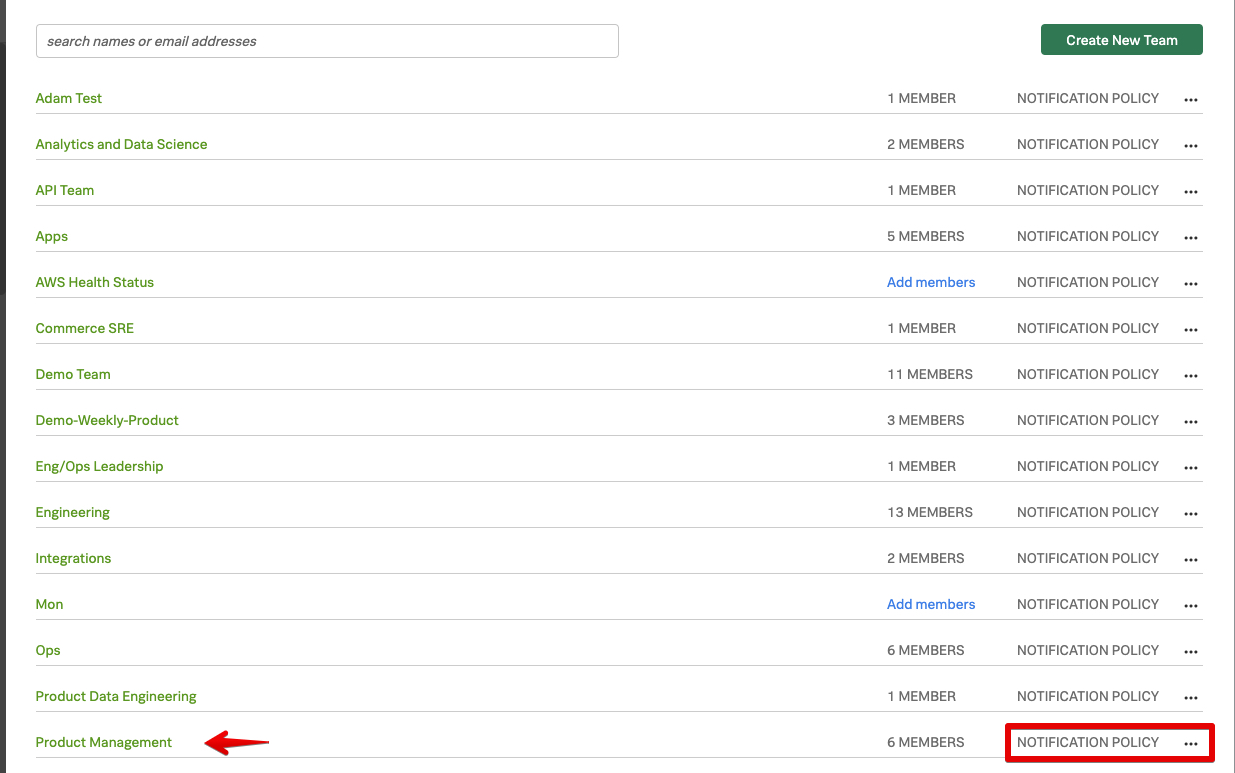 search names or email addresses Create New Team
Adam Test 1 MEMBER NOTIFICATION POLICY ...
Analytics and Data Science 2 MEMBERS NOTIFICATION POLICY ...
API Team 1 MEMBER NOTIFICATION POLICY ...
Apps 5 MEMBERS NOTIFICATION POLICY ...
AWS Health Status Add members NOTIFICATION POLICY ...
Commerce SRE 1 MEMBER NOTIFICATION POLICY ...
Demo Team 11 MEMBERS NOTIFICATION POLICY ...
Demo-Weekly-Product 3 MEMBERS NOTIFICATION POLICY ...
Eng/Ops Leadership 1 MEMBER NOTIFICATION POLICY ...
Engineering 13 MEMBERS NOTIFICATION POLICY ...
Integrations 2 MEMBERS NOTIFICATION POLICY ...
Mon Add members NOTIFICATION POLICY ...
Ops 6 MEMBERS NOTIFICATION POLICY ...
Product Data Engineering 1 MEMBER NOTIFICATION POLICY ...
Product Management 6 MEMBERS NOTIFICATION POLICY ...